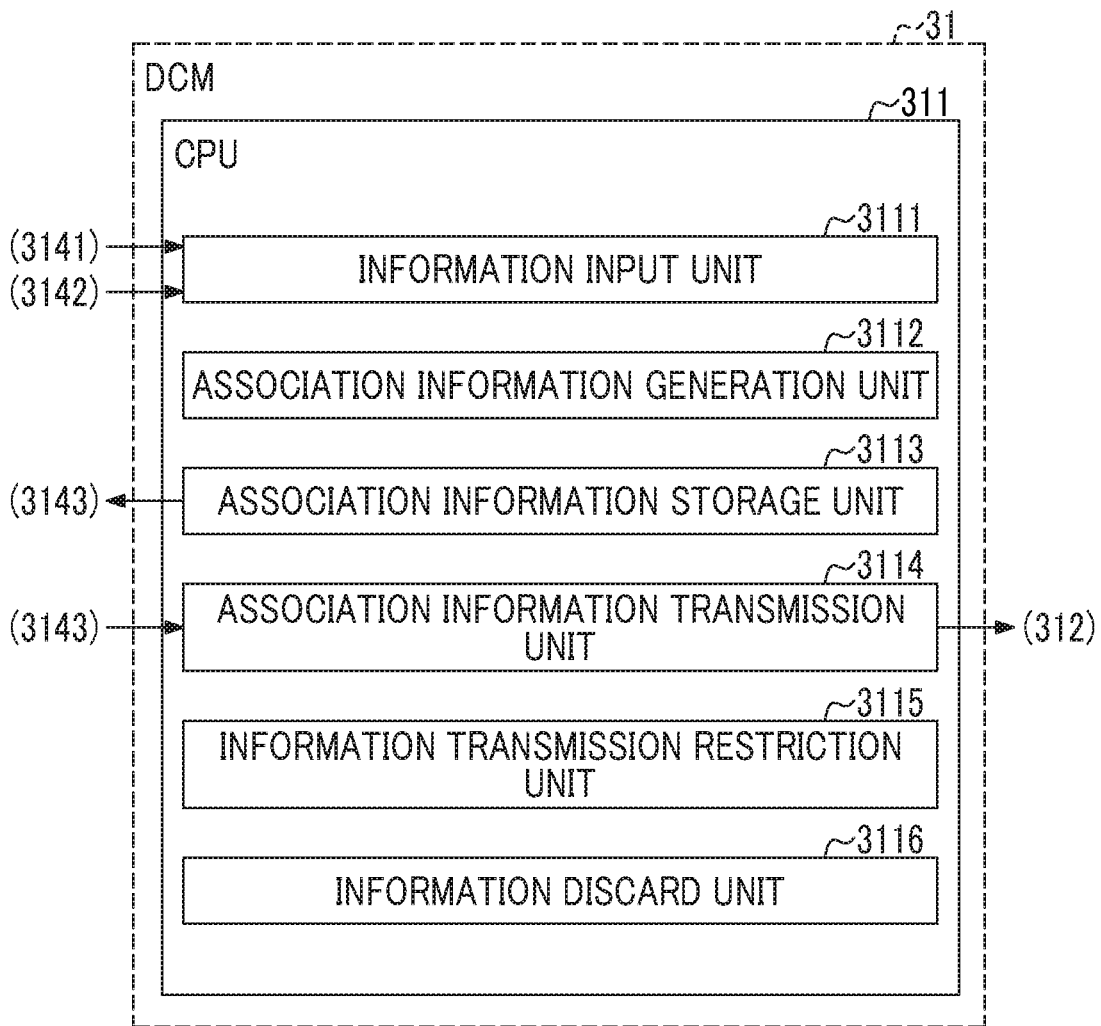 31
DCM
311
CPU
3111
(3141)
INFORMATION INPUT UNIT
(3142)
3112
ASSOCIATION INFORMATION GENERATION UNIT
3113
(3143)
ASSOCIATION INFORMATION STORAGE UNIT
3114
(3143)
ASSOCIATION INFORMATION TRANSMISSION
UNIT
(312)
3115
INFORMATION TRANSMISSION RESTRICTION
UNIT
3116
INFORMATION DISCARD UNIT